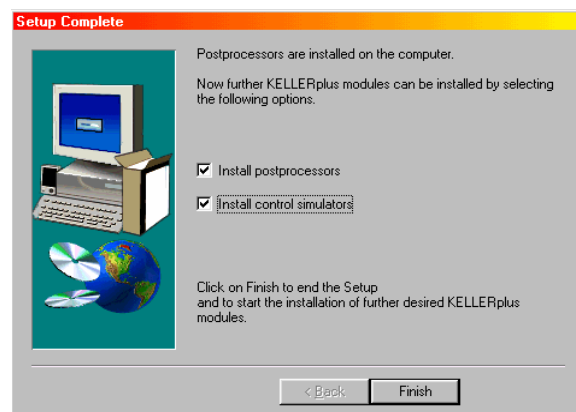 Setup Complete
Postprocessors are installed on the computer.
Now further KELLERplus modules can be installed by selecting
the following options.
Install postprocessors
Install control simulators
Click on Finish to end the Setup
and to start the installation of further desired KELLERplus
modules.
< Back
Finish